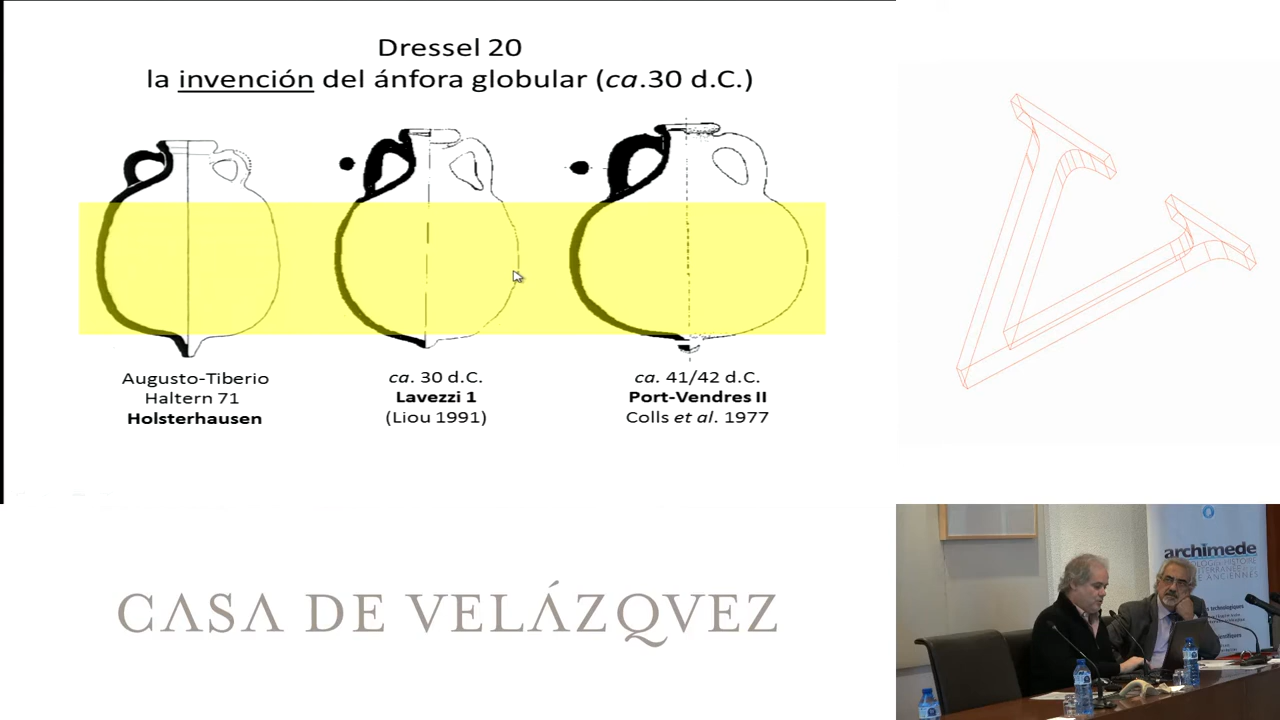 Dressel 20
la invención del ánfora globular (ca.30 d.C.)
Augusto-Tiberio
Haltern 71
Holsterhausen
ca. 30 d.C.
Lavezzi 1
(Liou 1991)
ca. 41/42 d.C.
Port-Vendres II
Colls et al. 1977
CASA DE VELÁZQVEZ
archimede